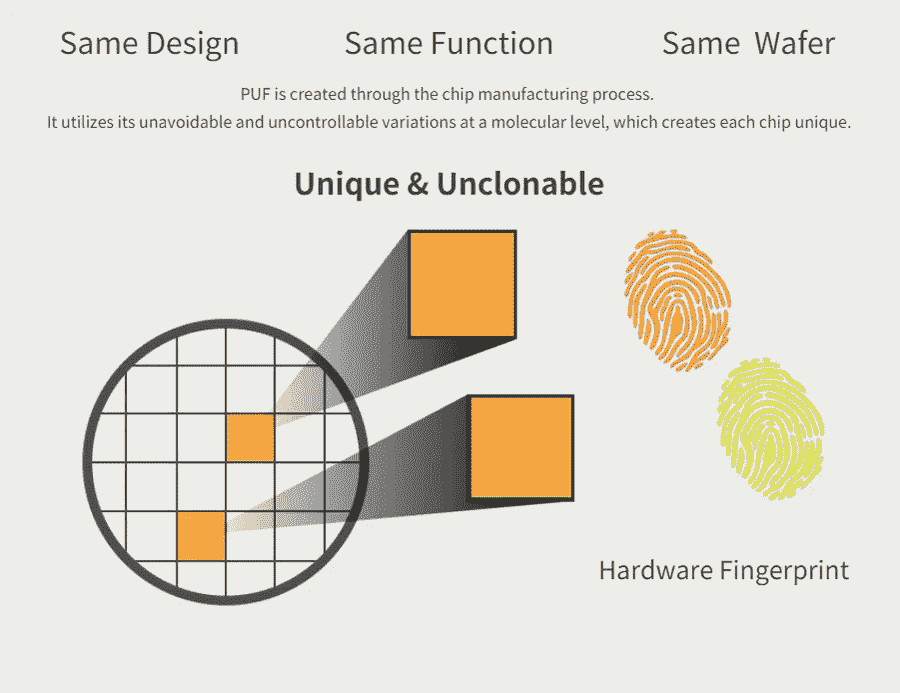 Same Design
Same Function
Same Wafer
PUF is created through the chip manufacturing process.
It utilizes its unavoidable and uncontrollable variations at a molecular level, which creates each chip unique.
Unique & Unclonable
Hardware Fingerprint